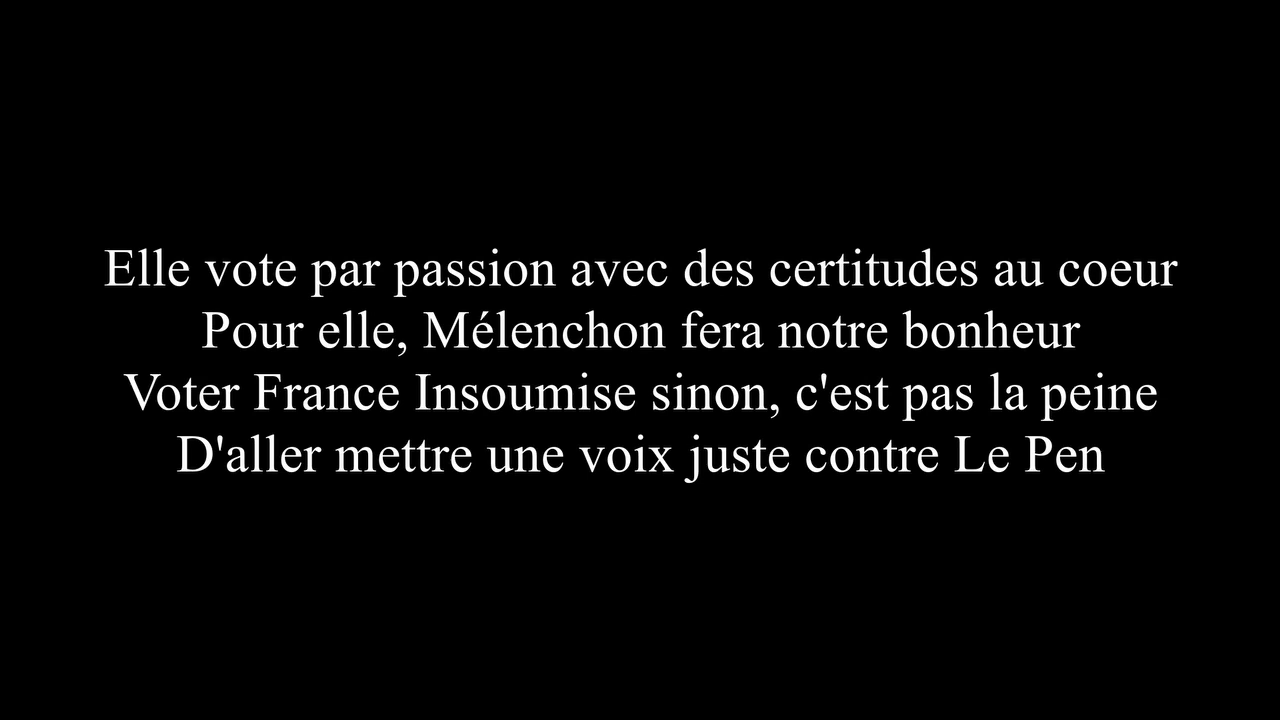 Elle vote par passion avec des certitudes au coeur
Pour elle, Mélenchon fera notre bonheur
Voter France Insoumise sinon, c'est pas la peine
D'aller mettre une voix juste contre Le Pen